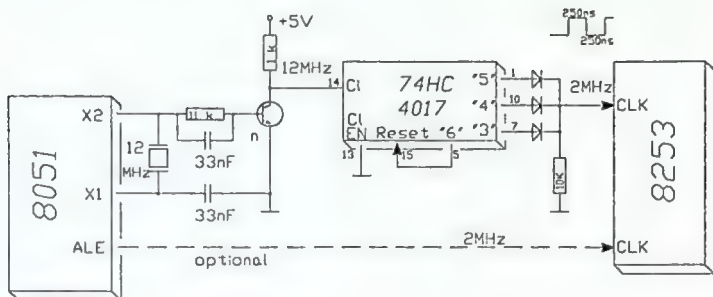 250ns
250ns
+5V
1k
12MHz
14
Cl
74HC
4017
Cl
EN
Reset
"5"
"4"
"3"
"6"
1
10
7
13
15
5
2MHz
CLK
X2
n
12
MHz
33nF
33nF
X1
8051
10K
8253
ALE
optional
2MHz
CLK